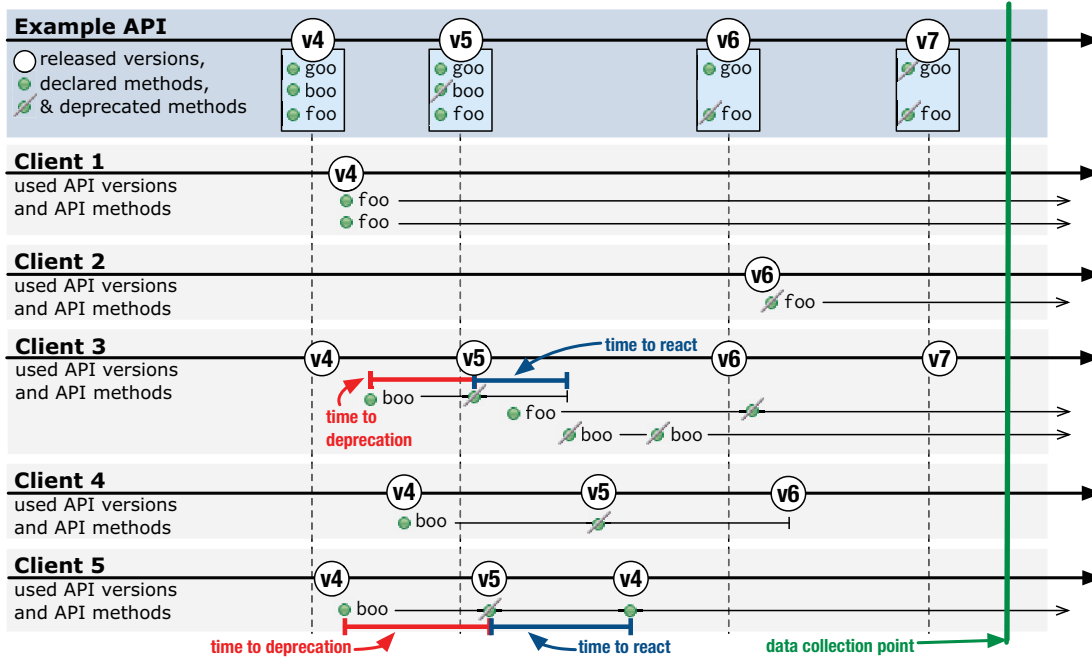 Example API
v4 v5 v6 v7
released versions,
declared methods,
& deprecated methods
goo goo goo goo
boo boo
foo foo foo foo
Client 1
used API versions
and API methods
v4
foo
foo
Client 2
used API versions
and API methods
v6
foo
Client 3
used API versions
and API methods
time to react
v4 v5 v6 v7
boo
time to
deprecation
foo
boo boo
Client 4
used API versions
and API methods
v4 v5 v6
boo
Client 5
used API versions
and API methods
v4 v5 v4
boo
time to deprecation time to react data collection point